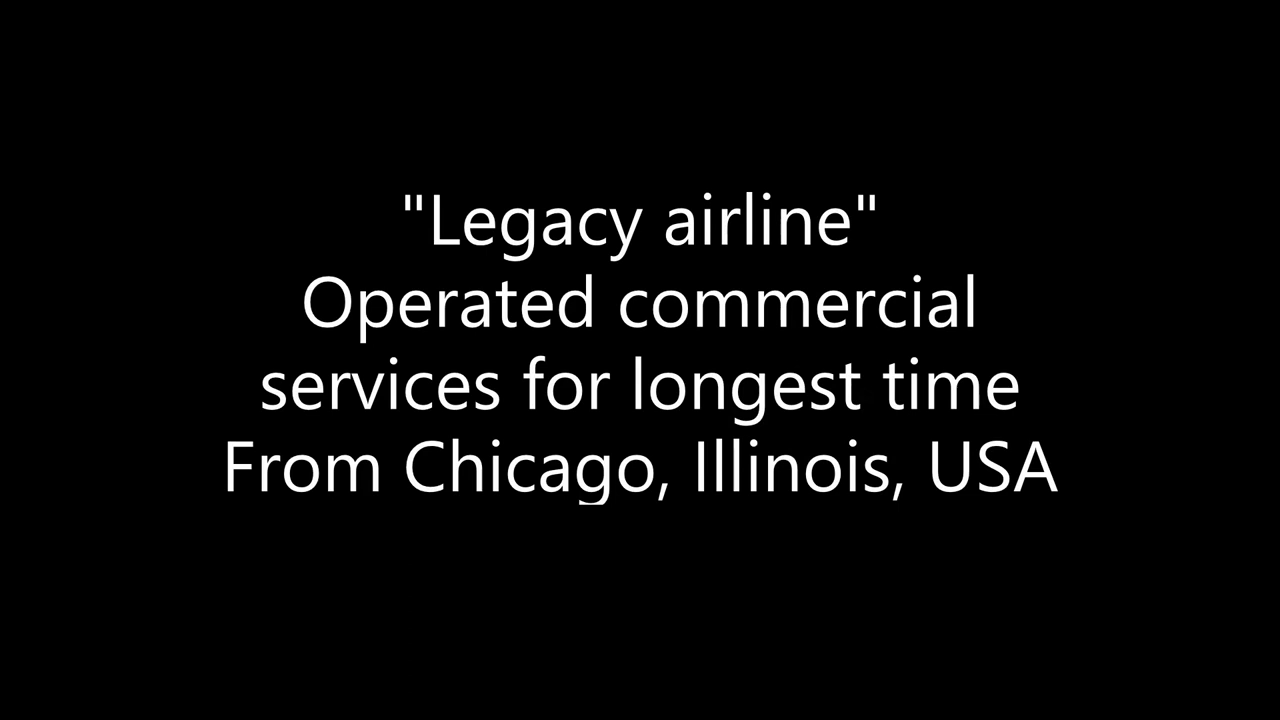 "Legacy airline"
Operated commercial
services for longest time
From Chicago, Illinois, USA